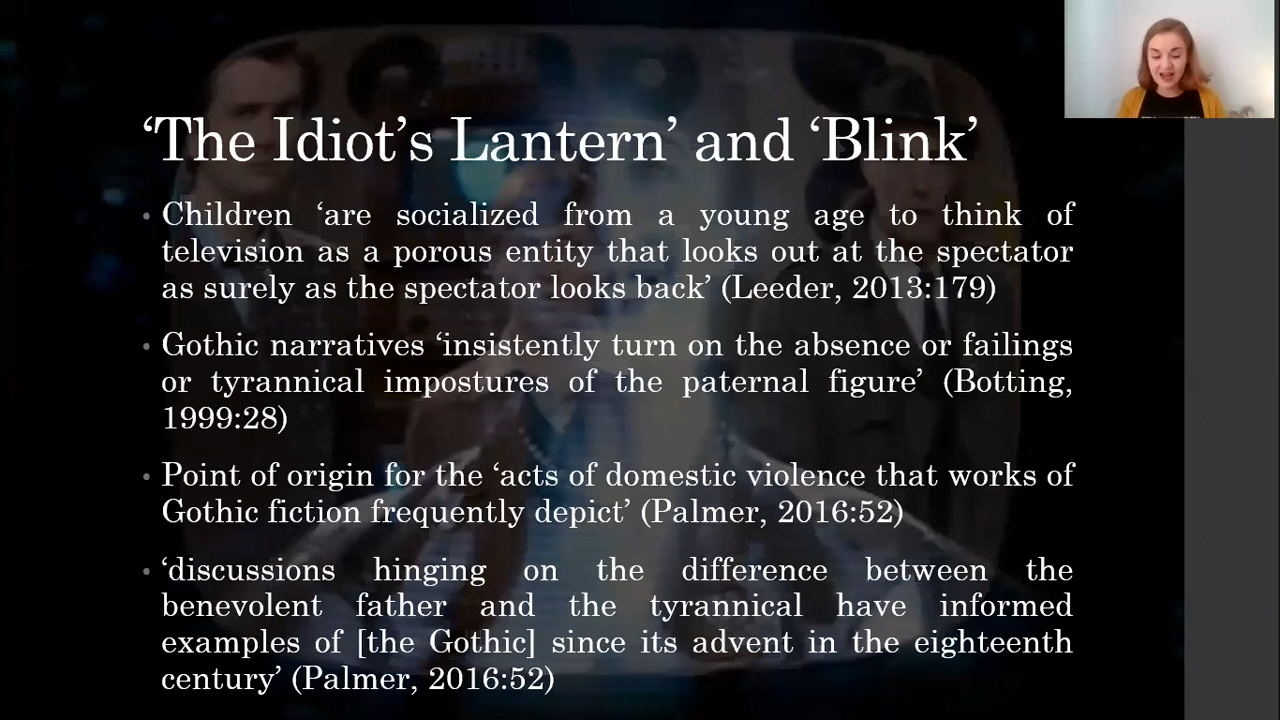 ‘The Idiot’s Lantern’ and ‘Blink’
• Children ‘are socialized from a young age to think of
television as a porous entity that looks out at the spectator
as surely as the spectator looks back’ (Leeder, 2013:179)
• Gothic narratives ‘insistently turn on the absence or failings
or tyrannical impostures of the paternal figure’ (Botting,
1999:28)
• Point of origin for the ‘acts of domestic violence that works of
Gothic fiction frequently depict’ (Palmer, 2016:52)
• ‘discussions hinging on the difference between the
benevolent father and the tyrannical have informed
examples of [the Gothic] since its advent in the eighteenth
century’ (Palmer, 2016:52)